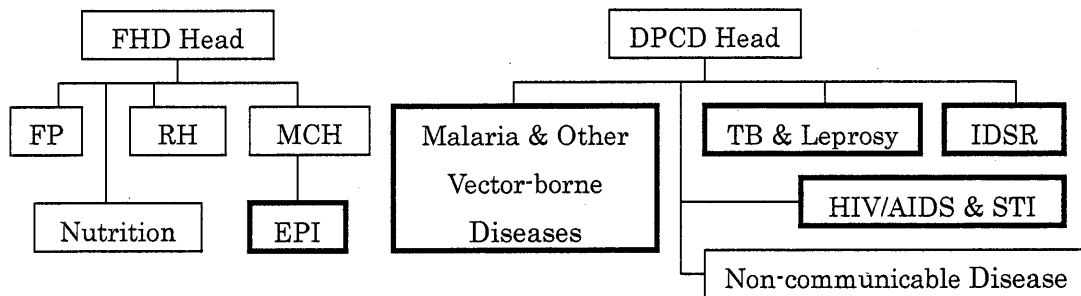 FHD Head
DPCD Head
FP
RH
MCH
Malaria & Other
Vector-borne
Diseases
TB & Leprosy
IDSR
Nutrition
EPI
HIV/AIDS & STI
Non-communicable Disease